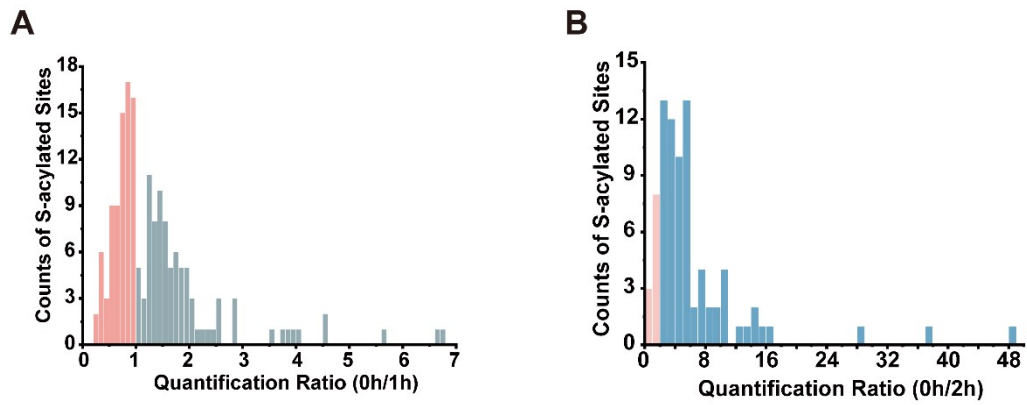 A
Counts of S-acylated Sites
18
15
12
9
6
3
0
0 1 2 3 4 5 6 7
Quantification Ratio (0h/1h)
B
Counts of S-acylated Sites
15
12
9
6
3
0
0 8 16 24 32 40 48
Quantification Ratio (0h/2h)